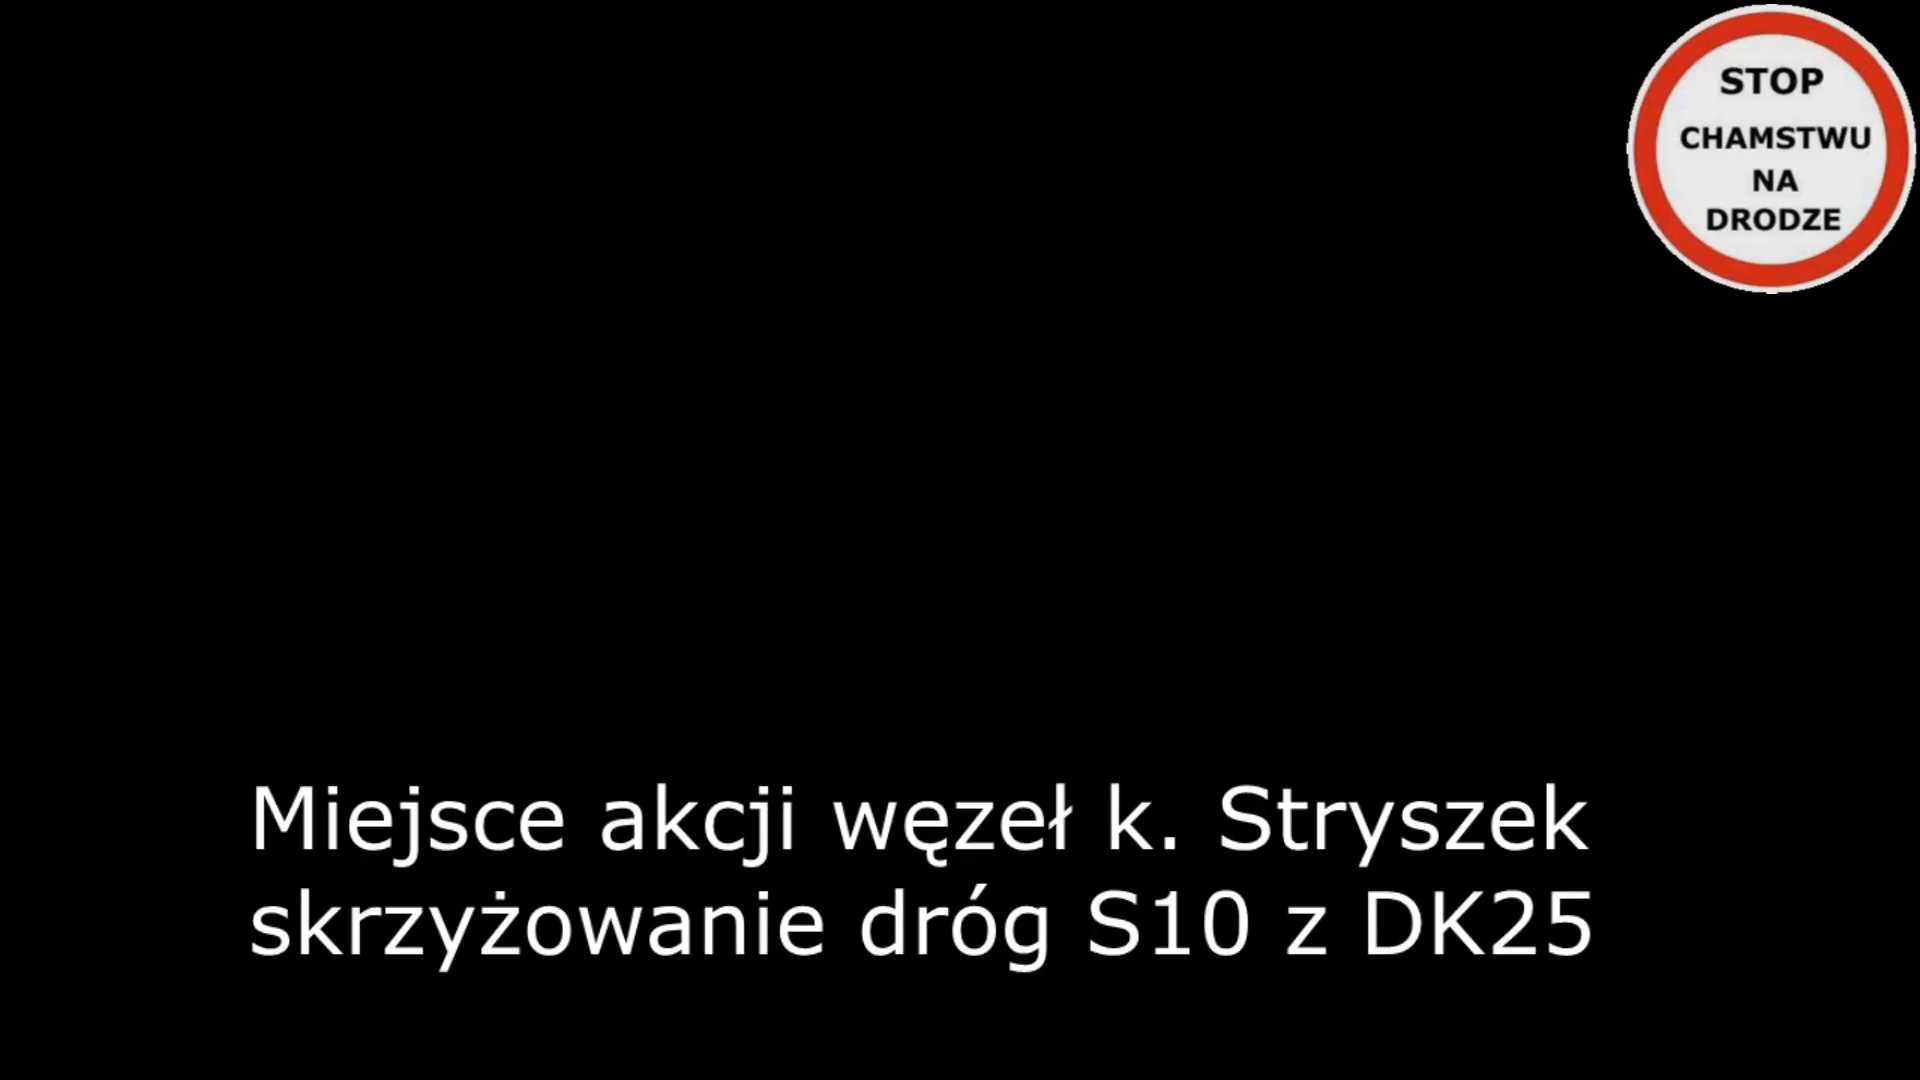 STOP
CHAMSTWU
NA
DRODZE
Miejsce akcji węzeł k. Stryszek
skrzyżowanie dróg S10 z DK25